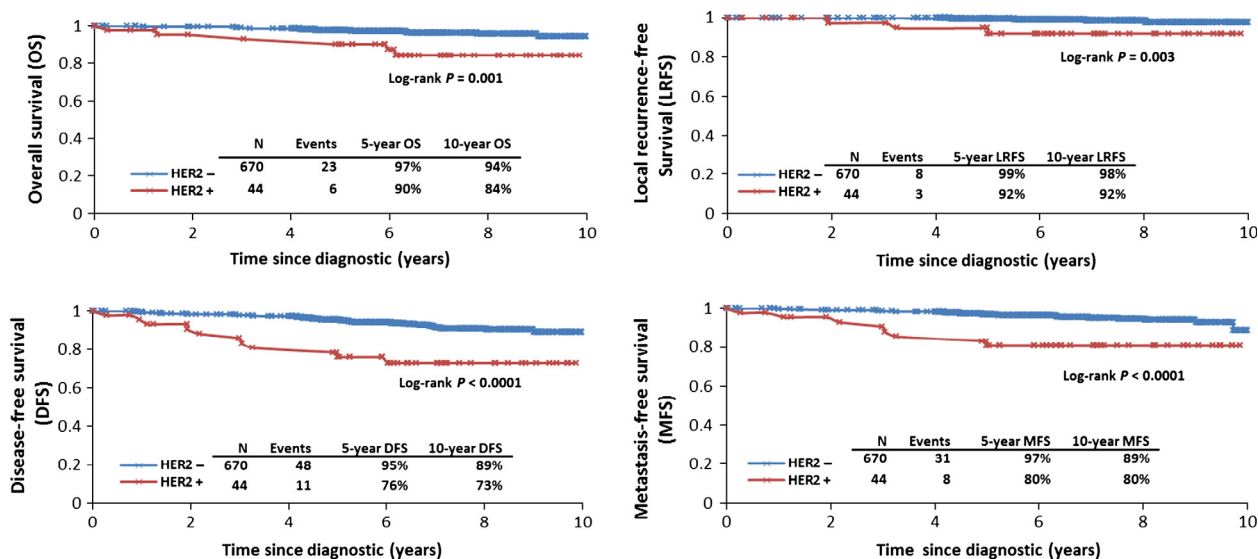 Overall survival (OS)
1
0.8
0.6
0.4
0.2
0
Log-rank P = 0.001
N Events 5-year OS 10-year OS
HER2 – 670 23 97% 94%
HER2 + 44 6 90% 84%
0 2 4 6 8 10
Time since diagnostic (years)
Local recurrence-free
Survival (LRFS)
1
0.8
0.6
0.4
0.2
0
Log-rank P = 0.003
N Events 5-year LRFS 10-year LRFS
HER2 – 670 8 99% 98%
HER2 + 44 3 92% 92%
0 2 4 6 8 10
Time since diagnostic (years)
Disease-free survival
(DFS)
1
0.8
0.6
0.4
0.2
0
Log-rank P < 0.0001
N Events 5-year DFS 10-year DFS
HER2 – 670 48 95% 89%
HER2 + 44 11 76% 73%
0 2 4 6 8 10
Time since diagnostic (years)
Metastasis-free survival
(MFS)
1
0.8
0.6
0.4
0.2
0
Log-rank P < 0.0001
N Events 5-year MFS 10-year MFS
HER2 – 670 31 97% 89%
HER2 + 44 8 80% 80%
0 2 4 6 8 10
Time since diagnostic (years)